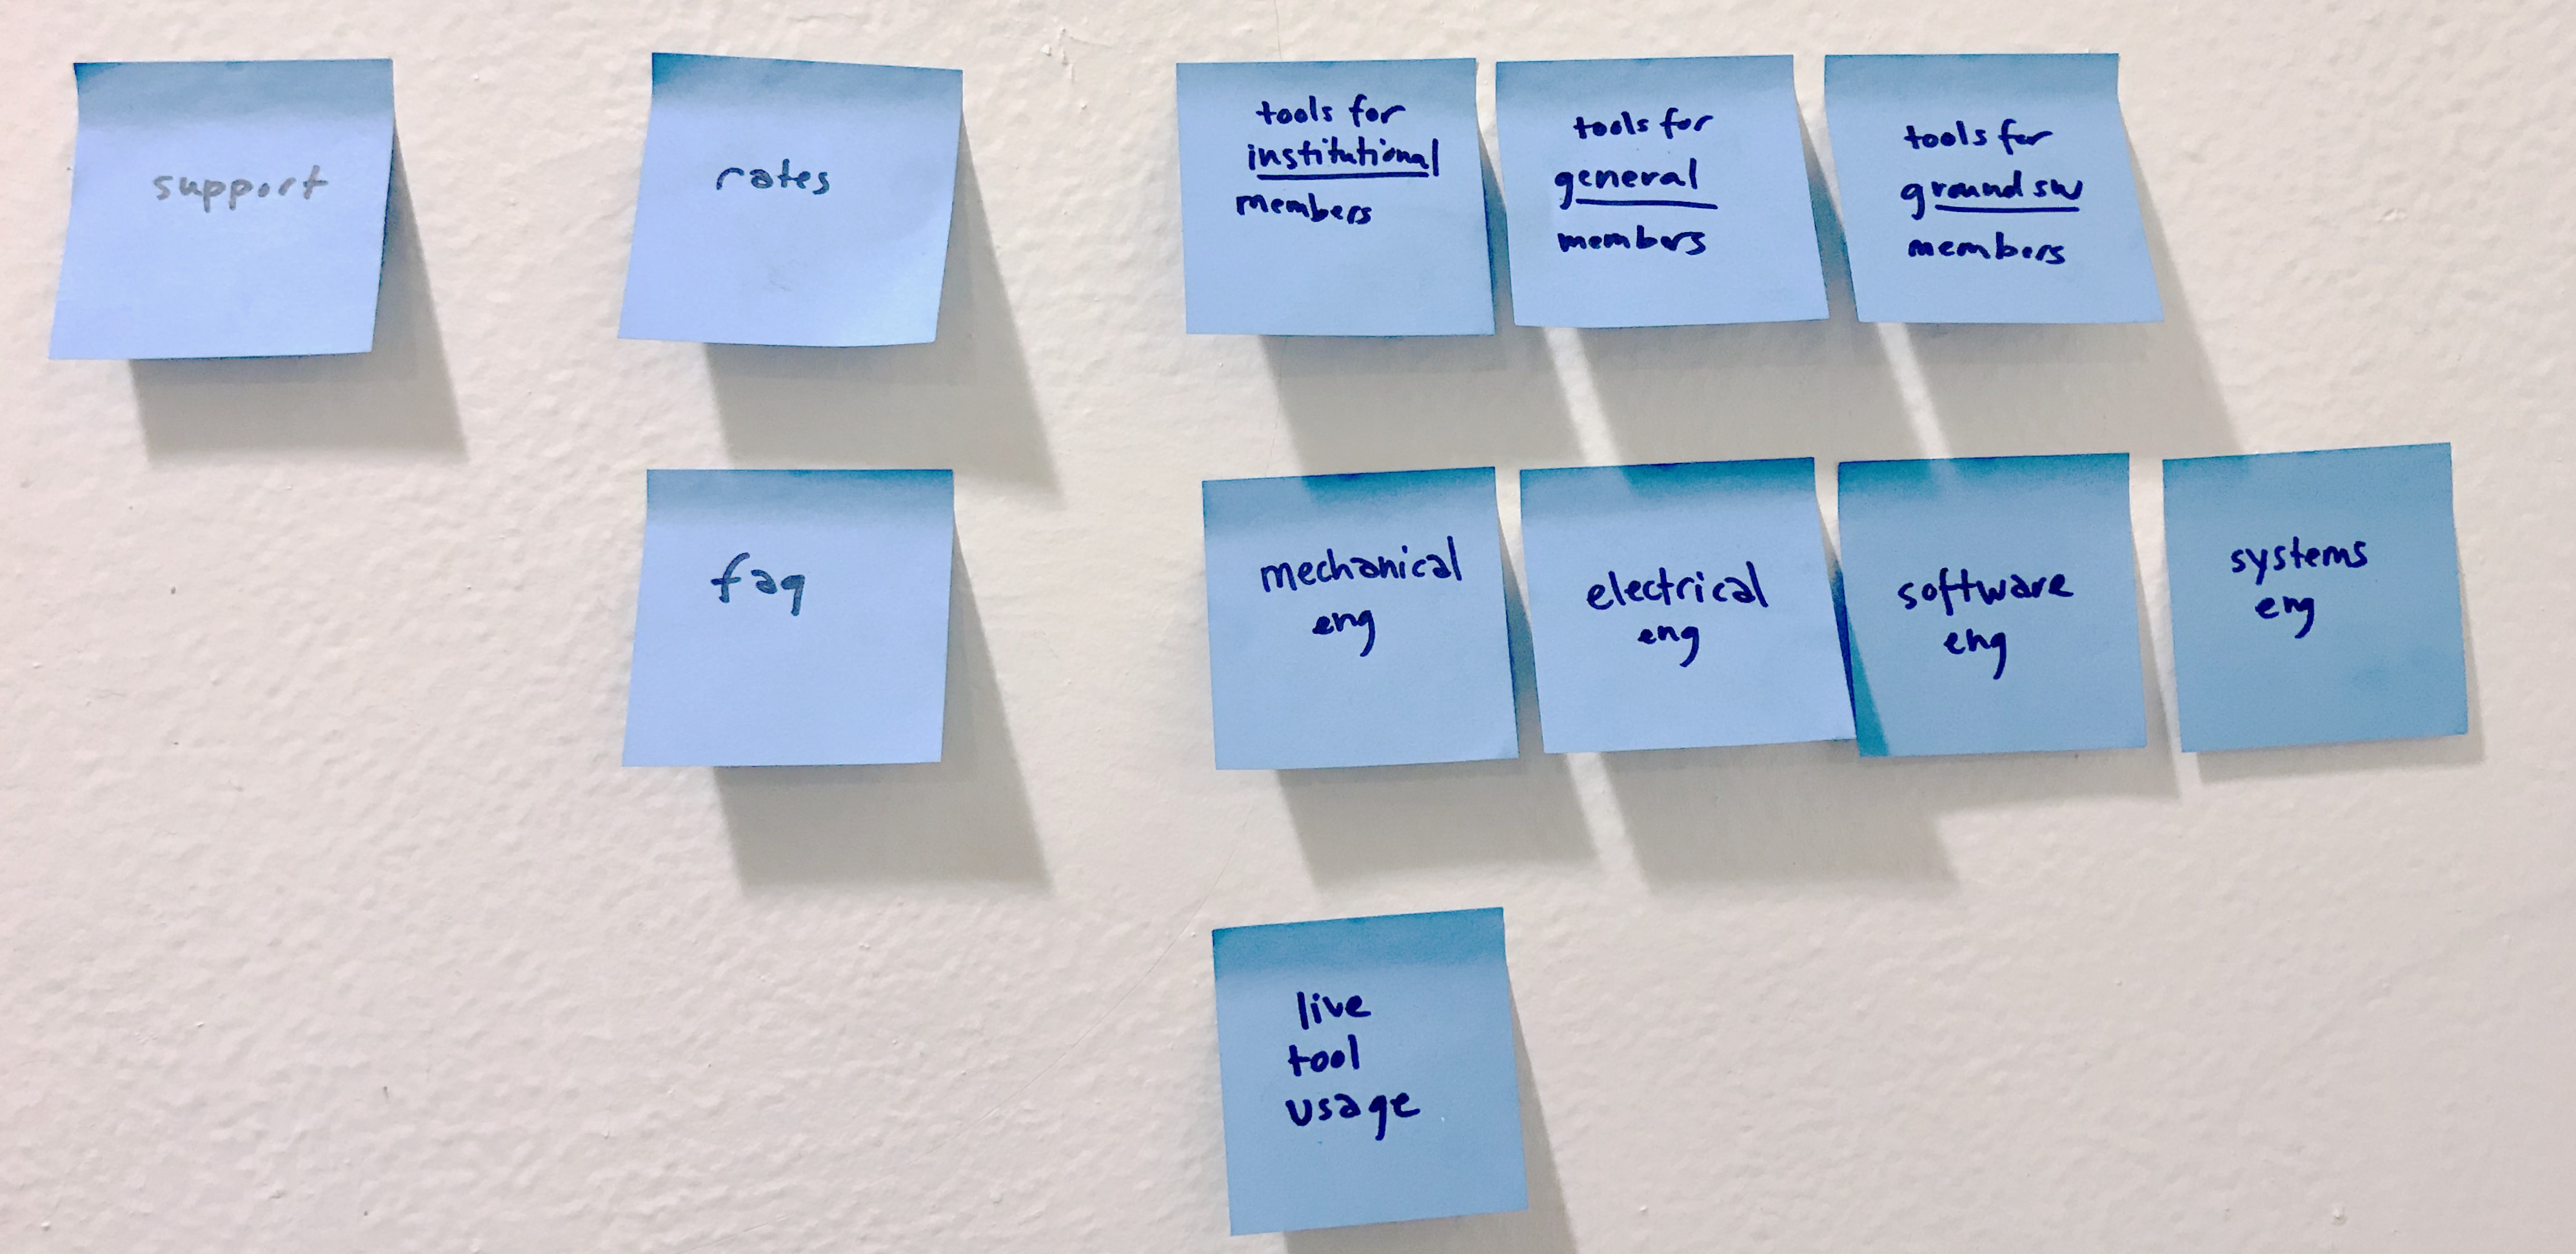 support
rates
tools for
institutional
members
tools for
general
members
tools for
ground sw
members
faq
mechanical
eng
electrical
eng
software
eng
systems
eng
live
tool
usage